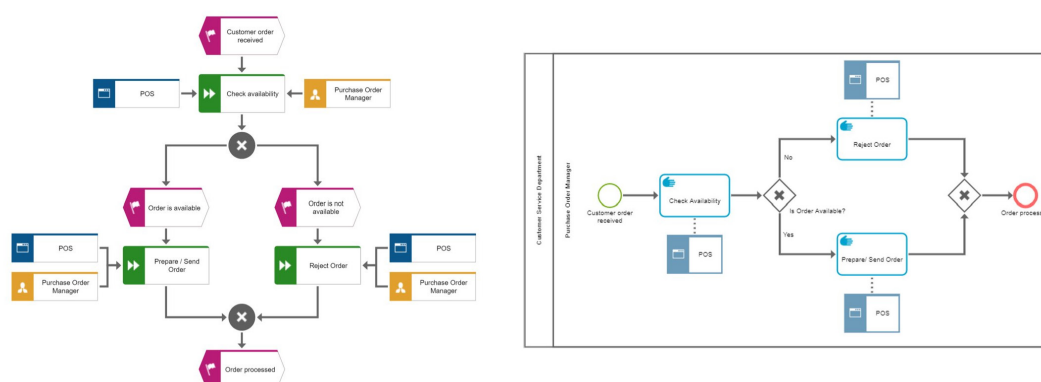 Customer order
received
POS
Check availability
Purchase Order
Manager
Order is available
Order is not
available
POS
Purchase Order
Manager
Prepare / Send
Order
Reject Order
POS
Purchase Order
Manager
Order processed
Customer Service Department
Purchase Order Manager
Customer order
received
Check Availability
POS
Is Order Available?
No
Yes
POS
Reject Order
Prepare/ Send Order
POS
Order process